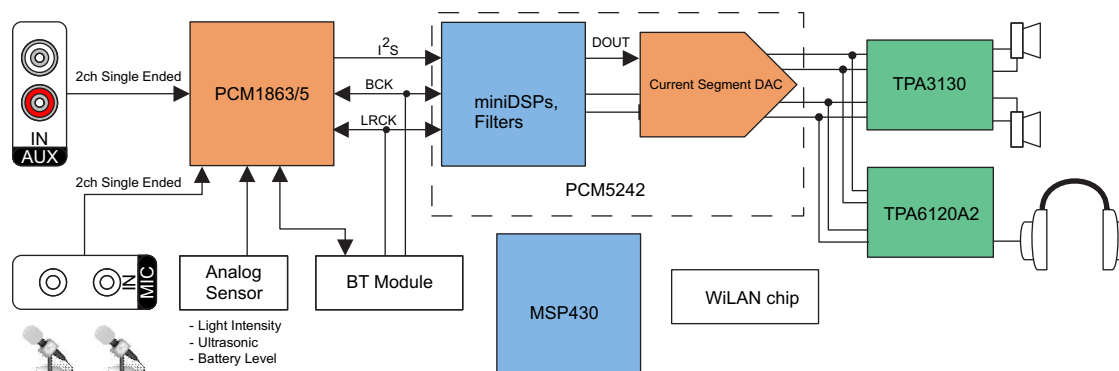 2ch Single Ended
IN
AUX
PCM1863/5
I²S
BCK
LRCK
miniDSPs,
Filters
DOUT
Current Segment DAC
PCM5242
TPA3130
TPA6120A2
2ch Single Ended
IN
MIC
Analog
Sensor
- Light Intensity
- Ultrasonic
- Battery Level
BT Module
MSP430
WiLAN chip